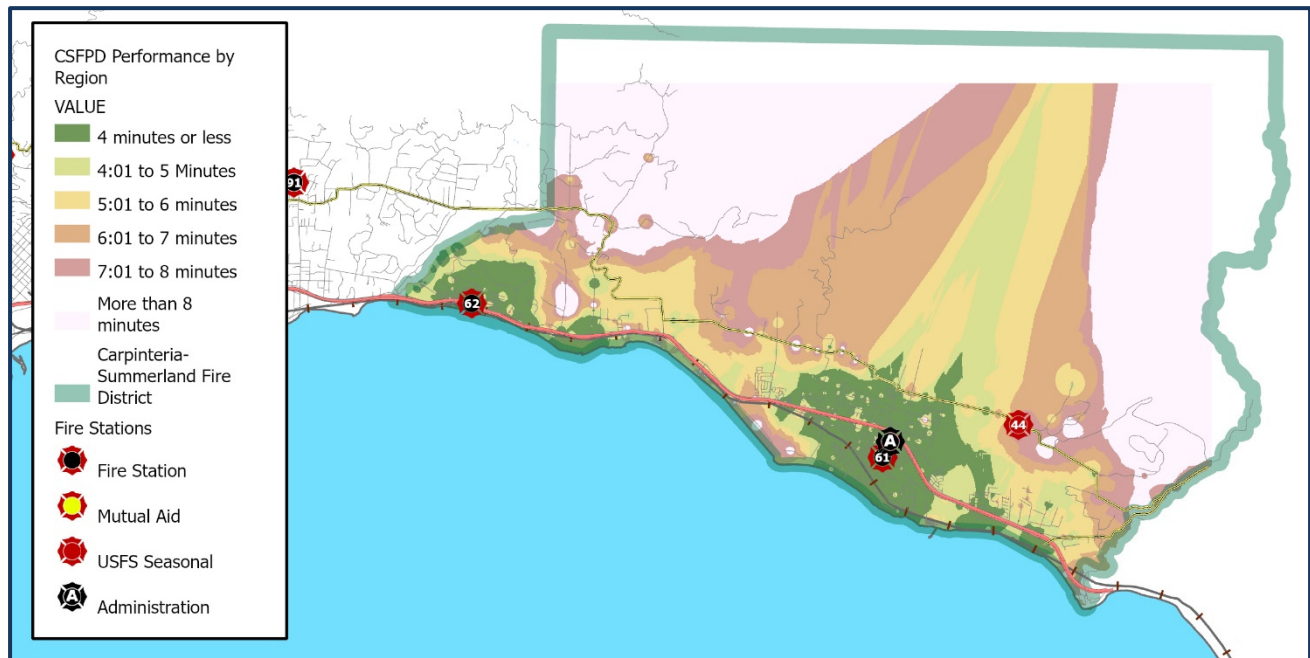 CSFPD Performance by
Region
VALUE
4 minutes or less
4:01 to 5 Minutes
5:01 to 6 minutes
6:01 to 7 minutes
7:01 to 8 minutes
More than 8
minutes
Carpinteria-
Summerland Fire
District
Fire Stations
Fire Station
Mutual Aid
USFS Seasonal
A
Administration
91
62
A
61
44